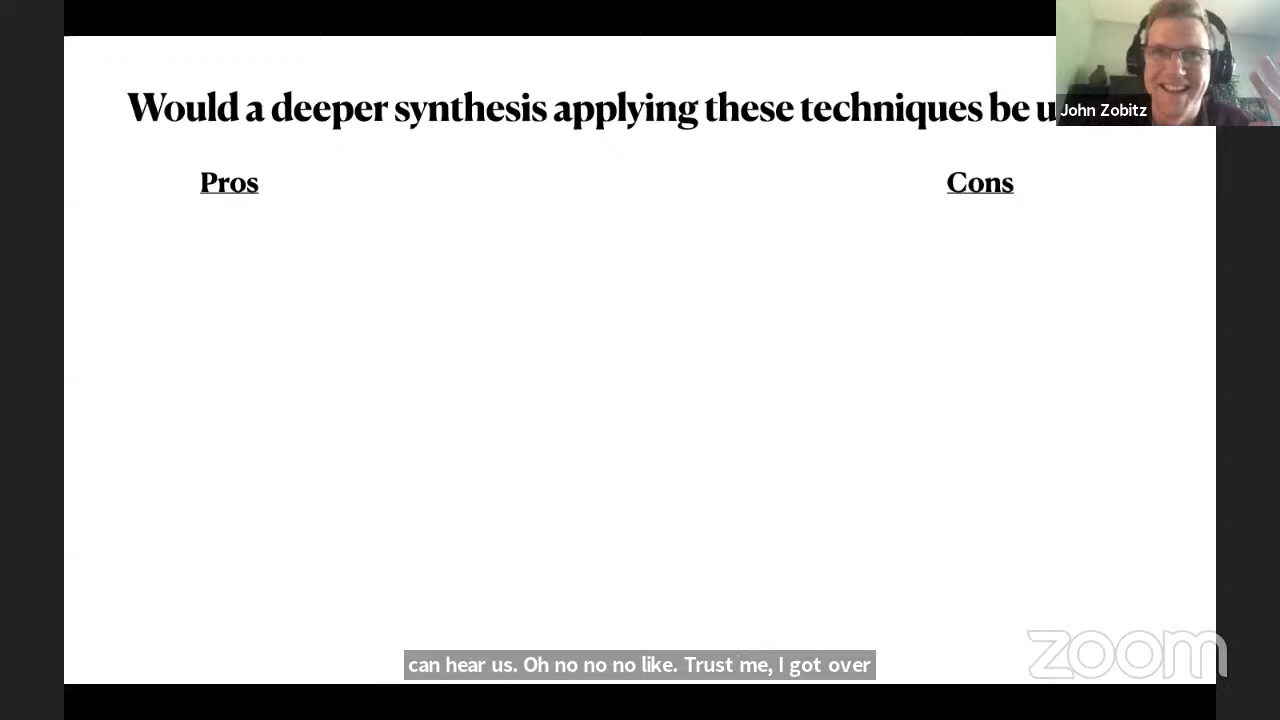 Would a deeper synthesis applying these techniques be u
John Zobitz
Pros
Cons
can hear us. Oh no no no like. Trust me, I got over
zoom